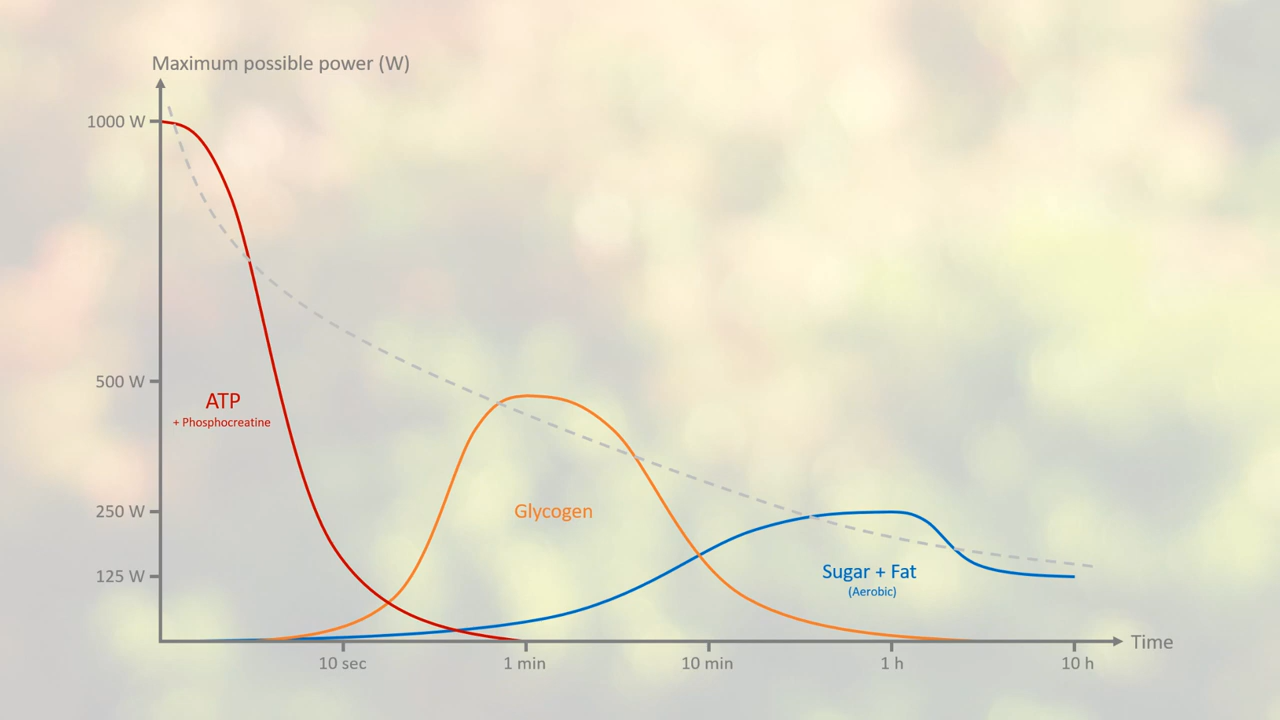 Maximum possible power (W)
1000 W
500 W
250 W
125 W
ATP
+ Phosphocreatine
Glycogen
Sugar + Fat
(Aerobic)
10 sec
1 min
10 min
1 h
10 h
Time